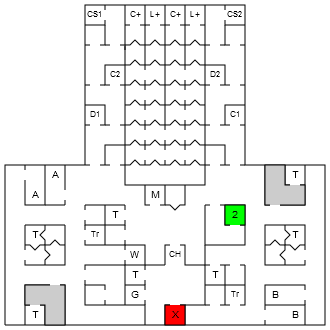 CS1 C+ L+ C+ L+ CS2
C2 D2
D1 C1
A T
A M
T 2
T Tr T
W CH
T T
G Tr B
T X B